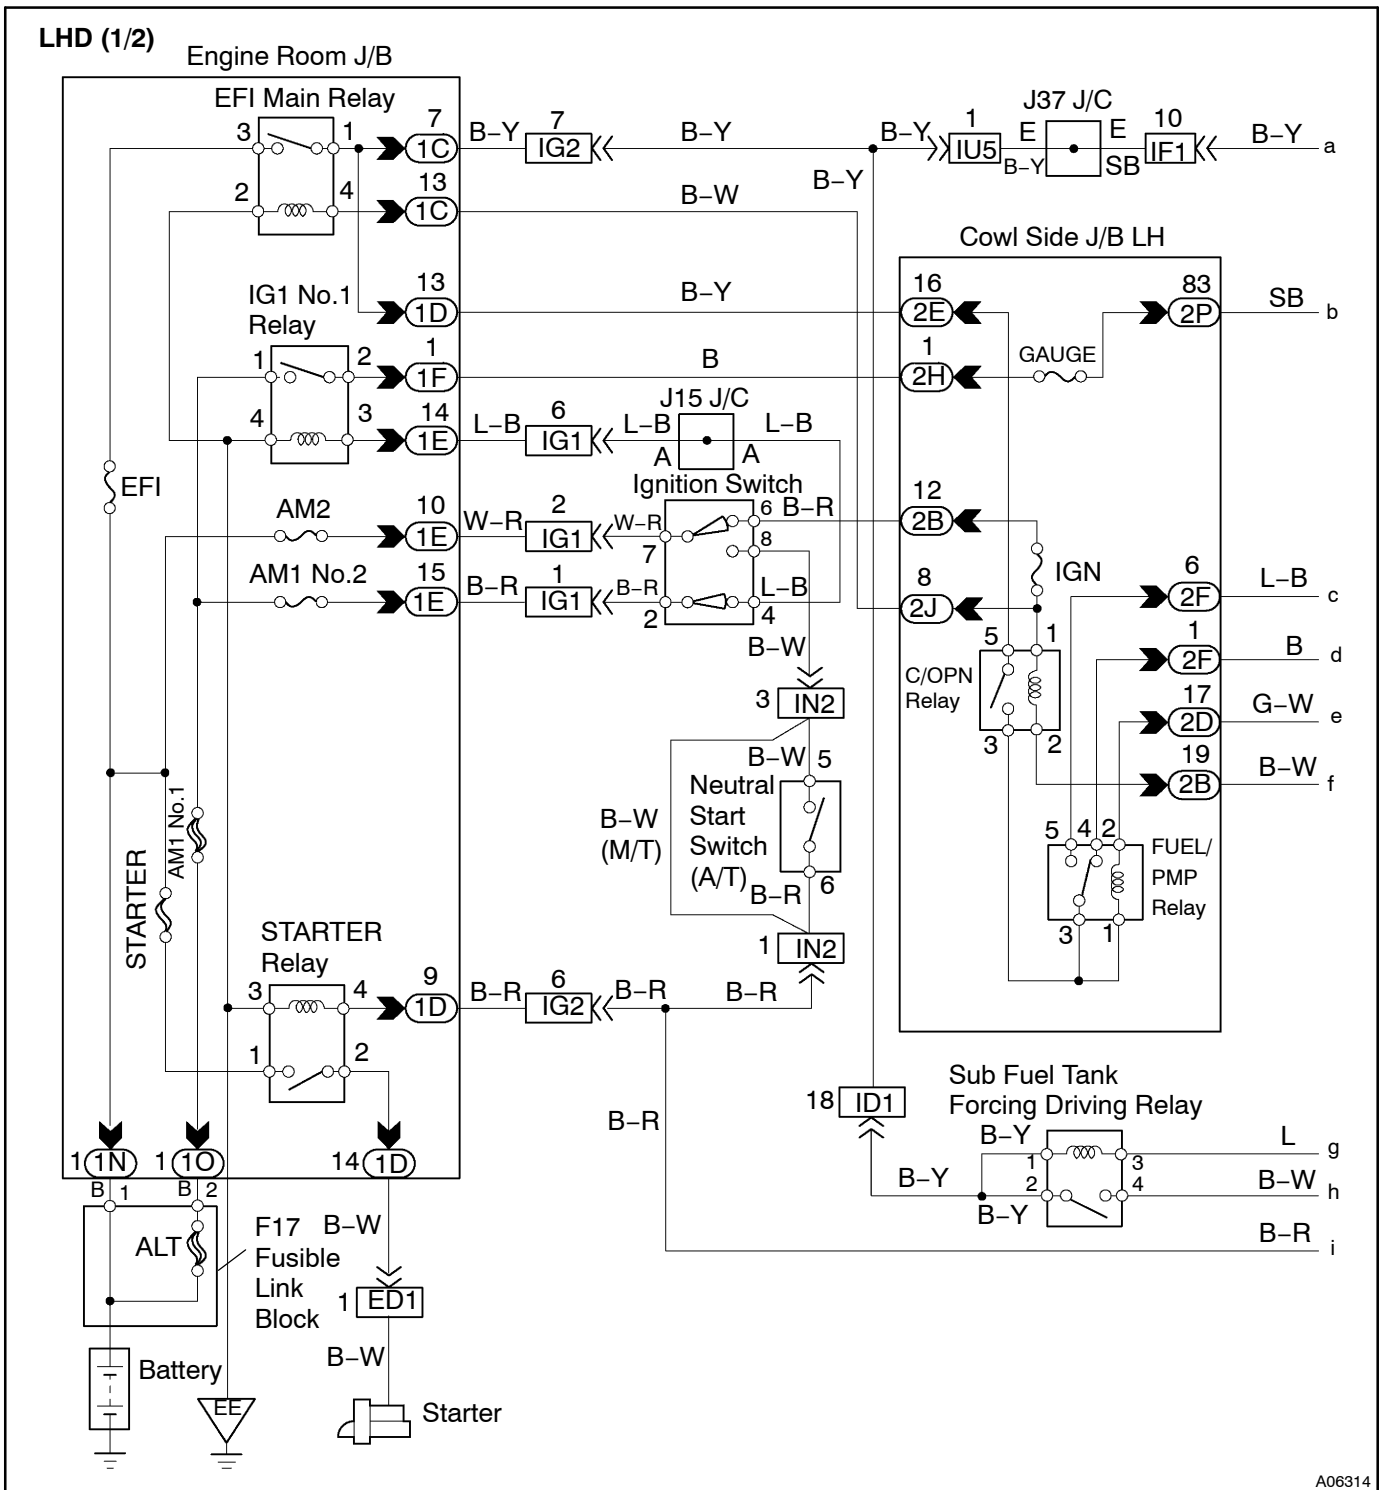 LHD (1/2)
Engine Room J/B
EFI Main Relay
3 1 7 1C B−Y 7 IG2 B−Y B−Y 1 IU5 E B−Y J37 J/C E SB 10 IF1 B−Y a
2 4 13 1C B−W B−Y
Cowl Side J/B LH
13 1D B−Y 16 2E 83 2P SB b
IG1 No.1
Relay
1 2 1 1F B 1 2H GAUGE
4 3 14 1E L−B 6 IG1 L−B A J15 J/C A L−B
EFI
Ignition Switch
AM2 10 1E W−R 2 IG1 W−R 7 6 B−R 12 2B
8
IGN
AM1 No.2 15 1E B−R 1 IG1 B−R 2 4 L−B 8 2J 6 2F L−B c
B−W
5 1 1 2F B d
C/OPN
Relay
3 2
3 IN2
17 2D G−W e
B−W 5
19 2B B−W f
Neutral
Start
Switch
(A/T)
B−W
(M/T)
B−R 6
AM1 No.1
STARTER
5 4 2
FUEL/
PMP
Relay
3 1
1 IN2
STARTER
Relay
3 4 9 1D B−R 6 IG2 B−R B−R
1 2
Sub Fuel Tank
Forcing Driving Relay
18 ID1
B−R
B−Y 1 3 L g
B−Y 2 4 B−W h
B−Y
B−R i
1 1N 1 1O 14 1D
B 1 B 2
ALT
F17
Fusible
Link
Block
B−W
1 ED1
B−W
Battery
EE
Starter
A06314